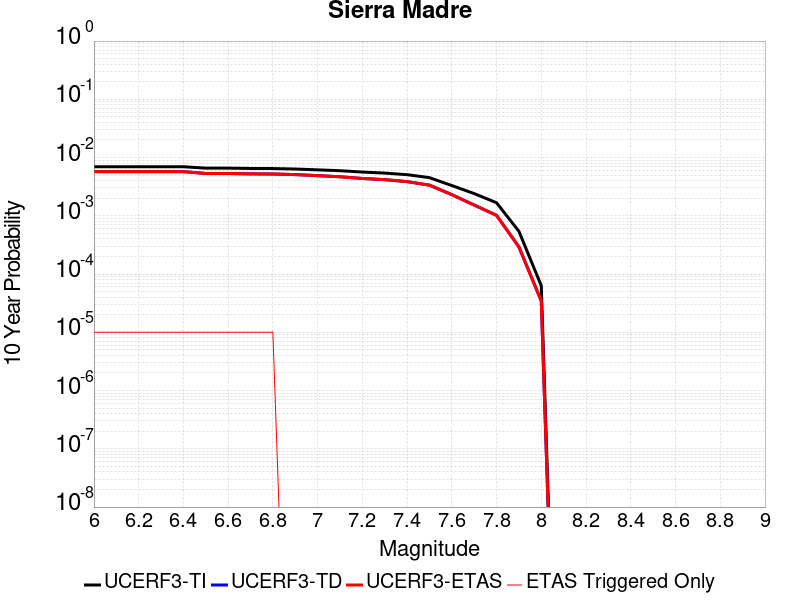 Sierra Madre
10^0
10^-1
10^-2
10^-3
10^-4
10^-5
10^-6
10^-7
10^-8
10 Year Probability
6 6.2 6.4 6.6 6.8 7 7.2 7.4 7.6 7.8 8 8.2 8.4 8.6 8.8 9
Magnitude
UCERF3-TI UCERF3-TD UCERF3-ETAS ETAS Triggered Only